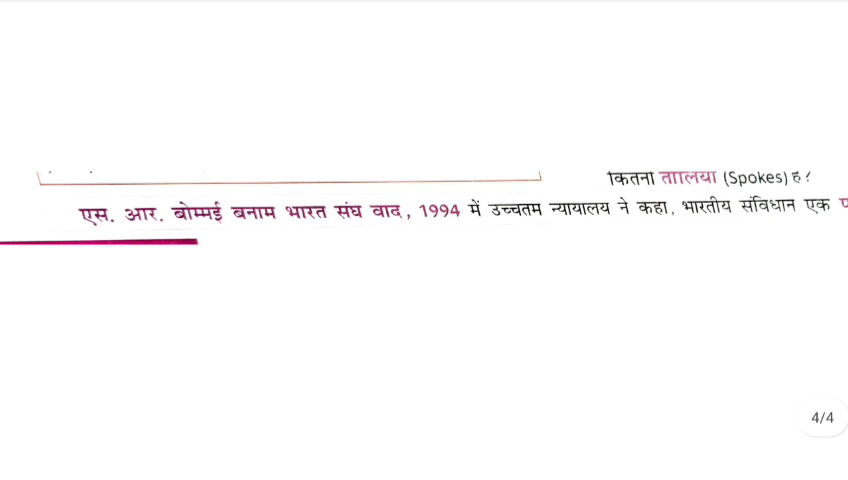 कितनी तीलियाँ (Spokes) हैं?
एस. आर. बोम्मई बनाम भारत संघ वाद, 1994 में उच्चतम न्यायालय ने कहा, भारतीय संविधान एक
4/4